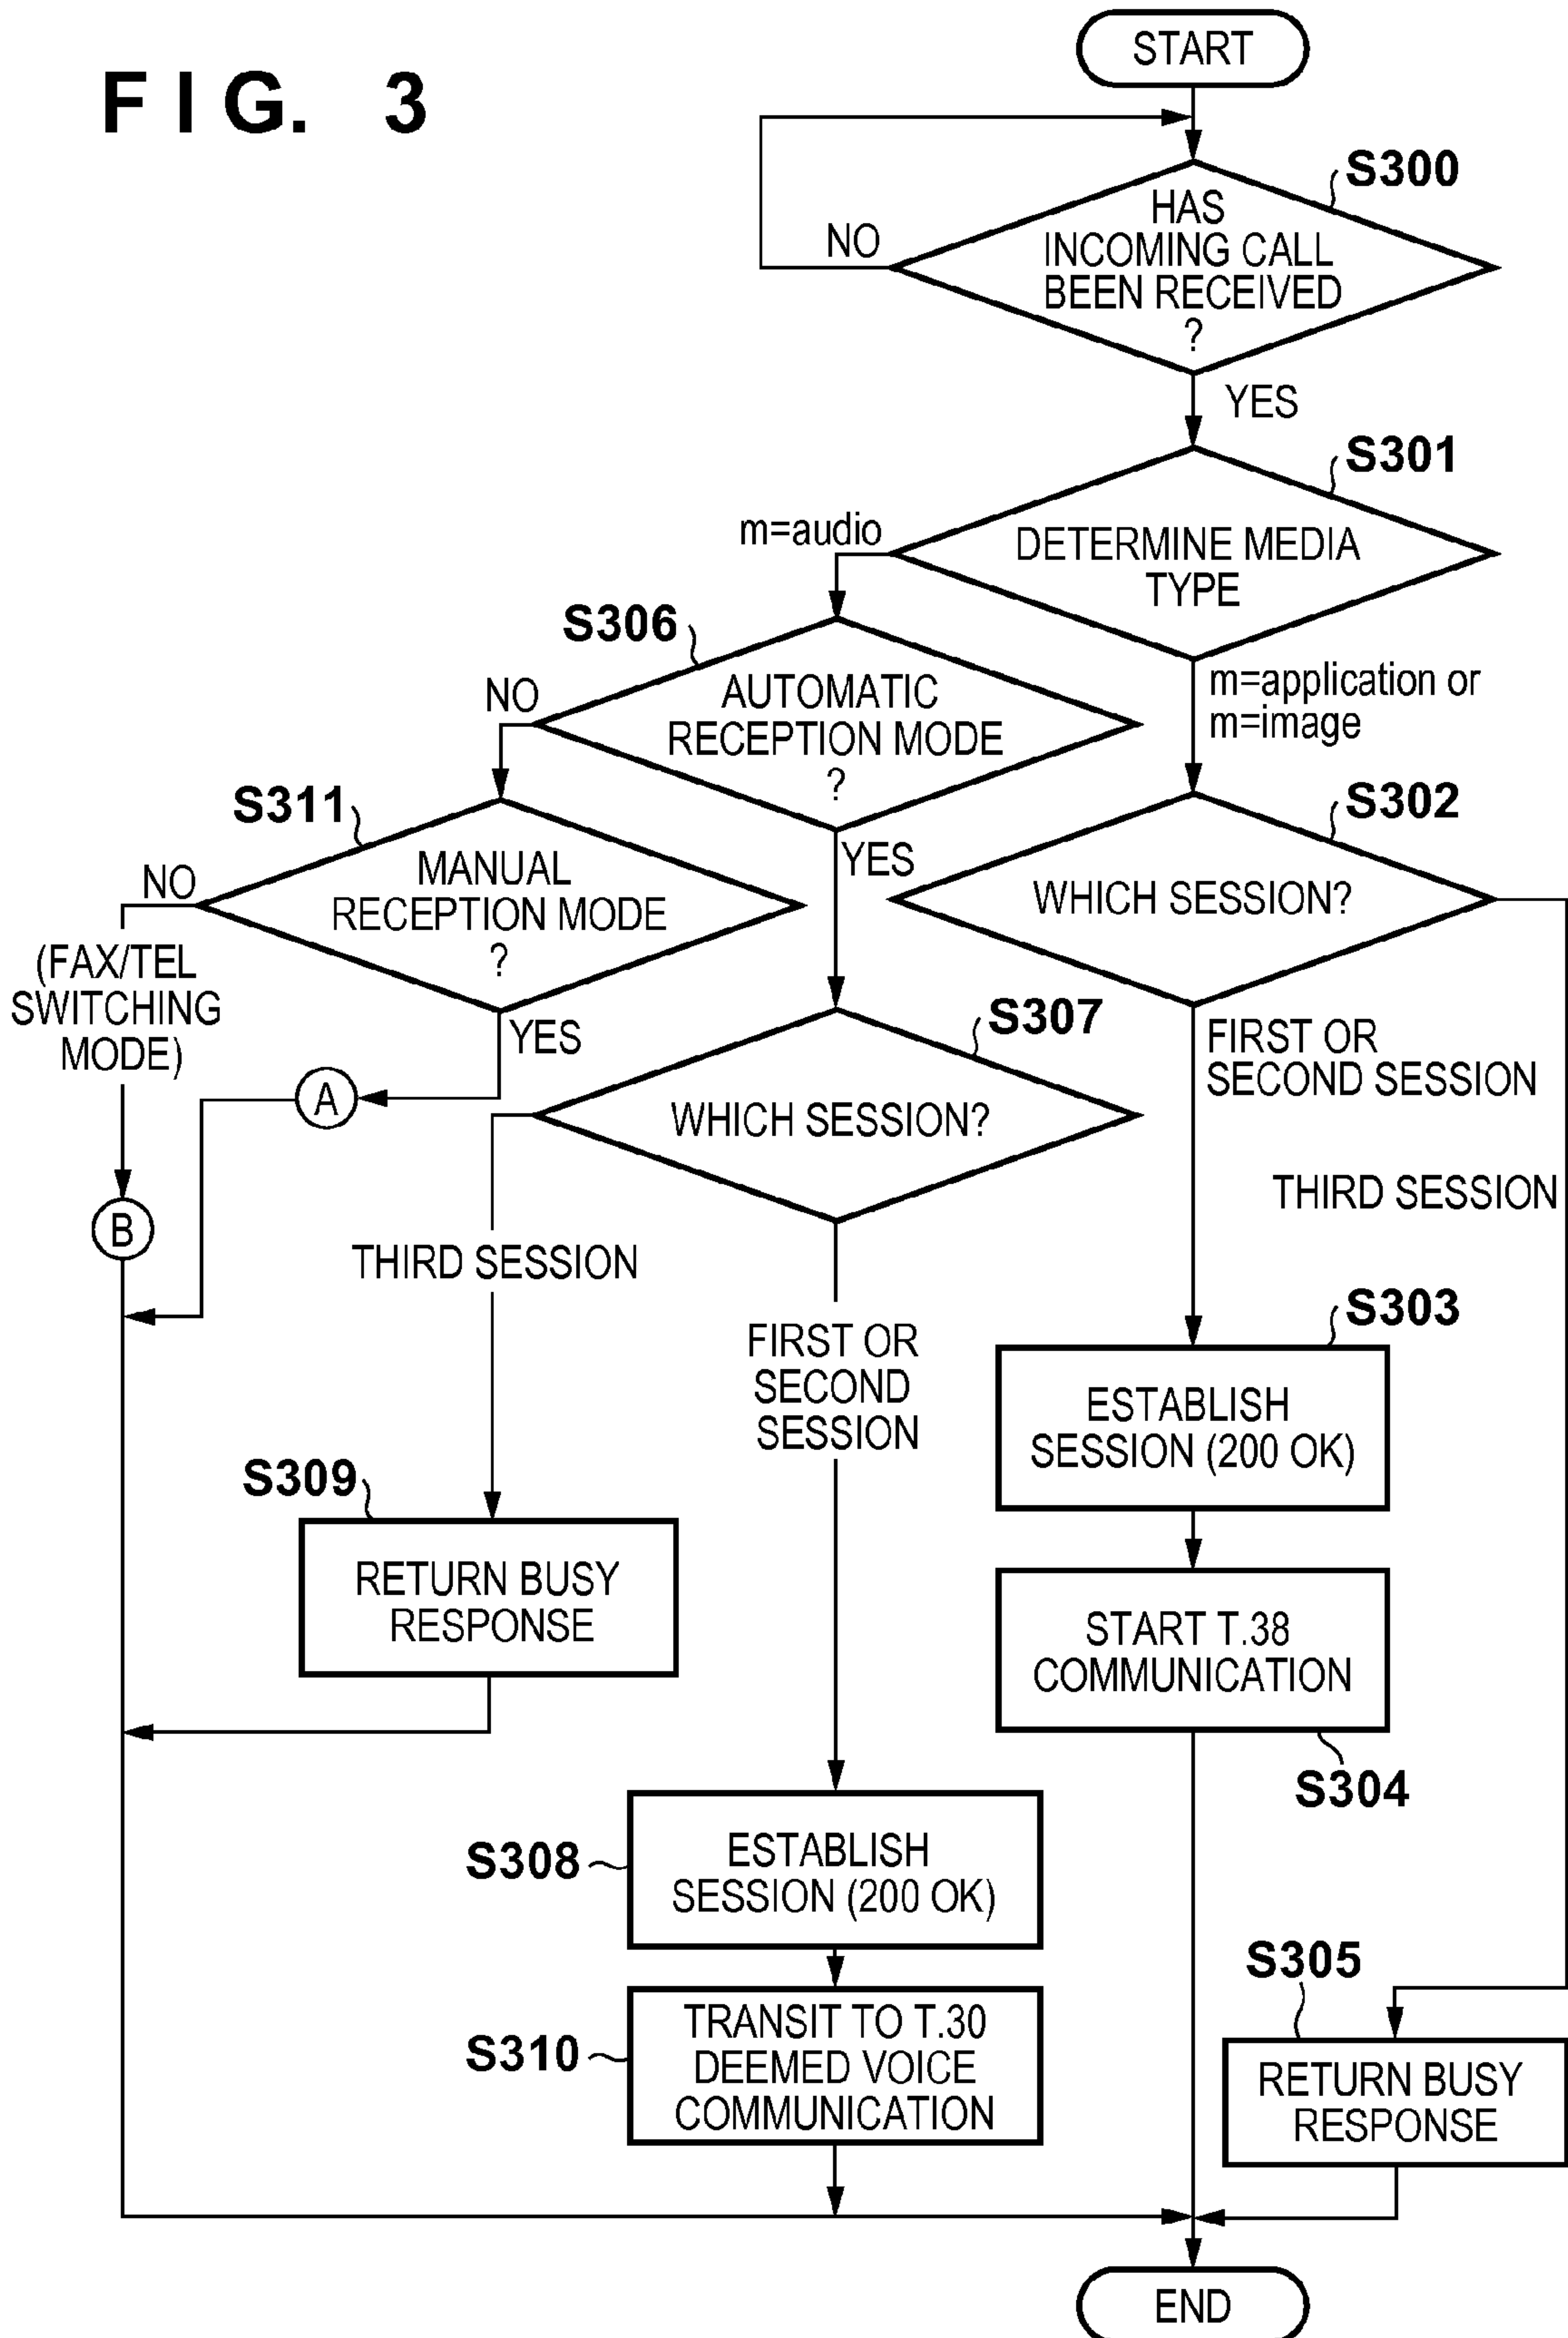 FIG. 3
START
S300
HAS
INCOMING CALL
BEEN RECEIVED
?
NO
YES
S301
DETERMINE MEDIA
TYPE
m=audio
m=application or
m=image
S306
AUTOMATIC
RECEPTION MODE
?
NO
YES
S302
WHICH SESSION?
FIRST OR
SECOND SESSION
THIRD SESSION
S311
MANUAL
RECEPTION MODE
?
NO
(FAX/TEL
SWITCHING
MODE)
YES
A
B
S307
WHICH SESSION?
THIRD SESSION
FIRST OR
SECOND
SESSION
S303
ESTABLISH
SESSION (200 OK)
S309
RETURN BUSY
RESPONSE
START T.38
COMMUNICATION
S304
S308
ESTABLISH
SESSION (200 OK)
S305
RETURN BUSY
RESPONSE
S310
TRANSIT TO T.30
DEEMED VOICE
COMMUNICATION
END